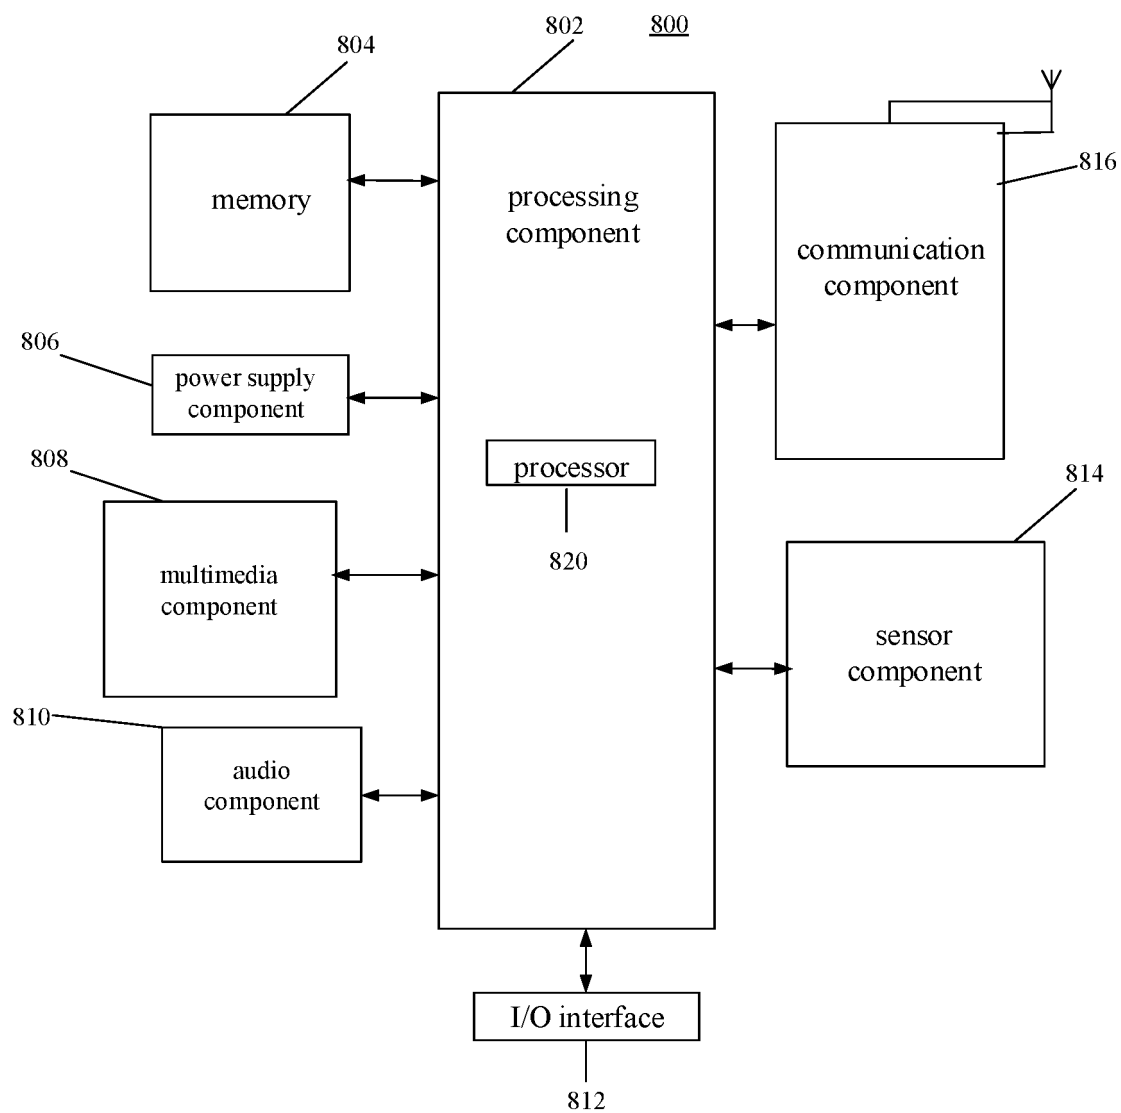 802
800
804
memory
processing
component
816
communication
component
806
power supply
component
808
processor
820
814
multimedia
component
sensor
component
810
audio
component
I/O interface
812